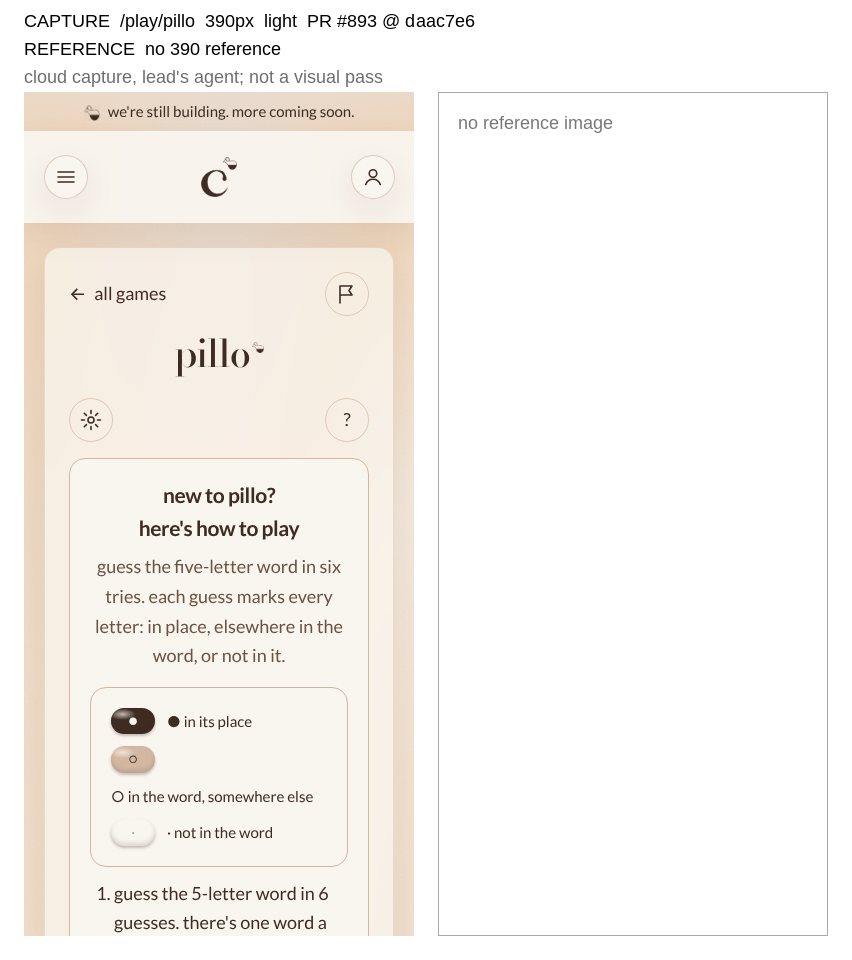 CAPTURE /play/pillo 390px light PR #893 @ daac7e6
REFERENCE no 390 reference
cloud capture, lead's agent; not a visual pass
we're still building. more coming soon.
no reference image
c
← all games
pillo
?
new to pillo?
here's how to play
guess the five-letter word in six
tries. each guess marks every
letter: in place, elsewhere in the
word, or not in it.
● in its place
○ in the word, somewhere else
· not in the word
1. guess the 5-letter word in 6
guesses. there's one word a